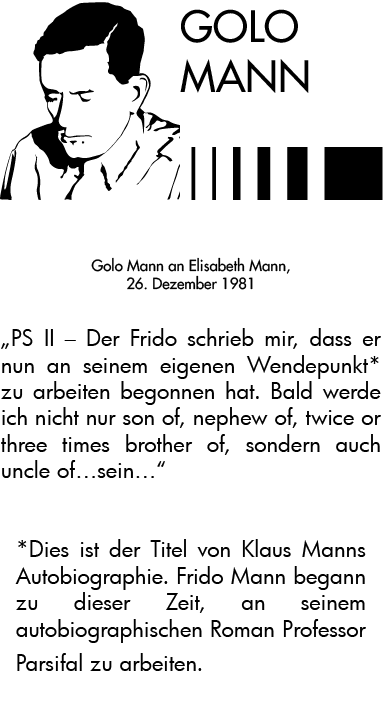 GOLO
MANN
Golo Mann an Elisabeth Mann,
26. Dezember 1981
„PS II – Der Frido schrieb mir, dass er
nun an seinem eigenen Wendepunkt*
zu arbeiten begonnen hat. Bald werde
ich nicht nur son of, nephew of, twice or
three times brother of, sondern auch
uncle of…sein…“
*Dies ist der Titel von Klaus Manns
Autobiographie. Frido Mann begann
zu dieser Zeit, an seinem
autobiographischen Roman Professor
Parsifal zu arbeiten.